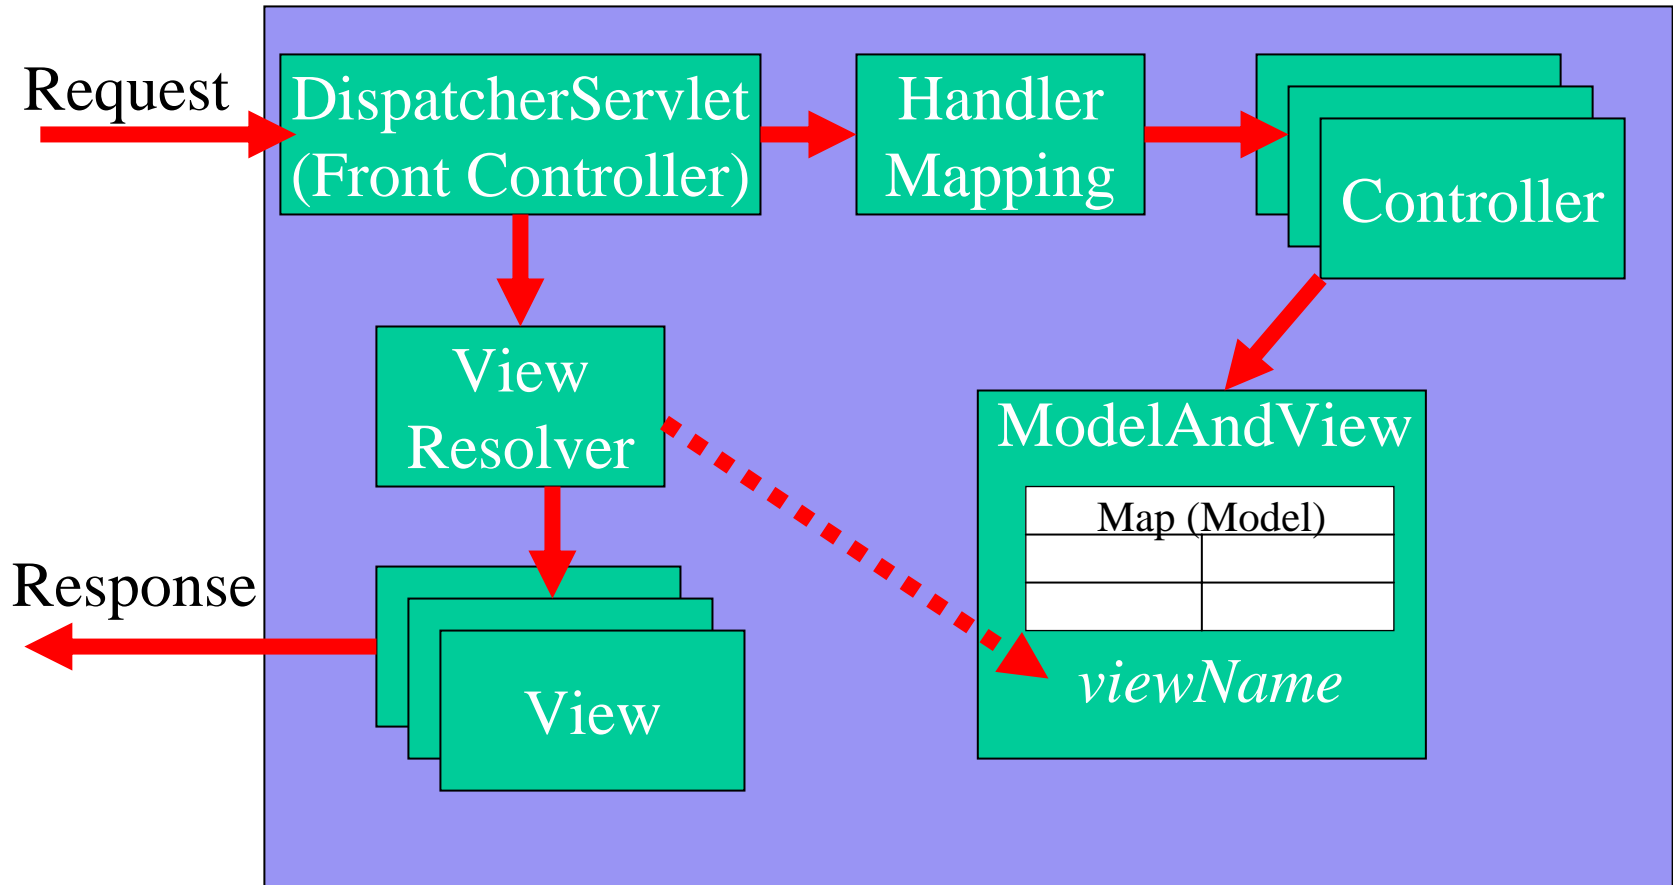 Request
DispatcherServlet
(Front Controller)
Handler
Mapping
Controller
View
Resolver
ModelAndView
Map (Model)
viewName
Response
View